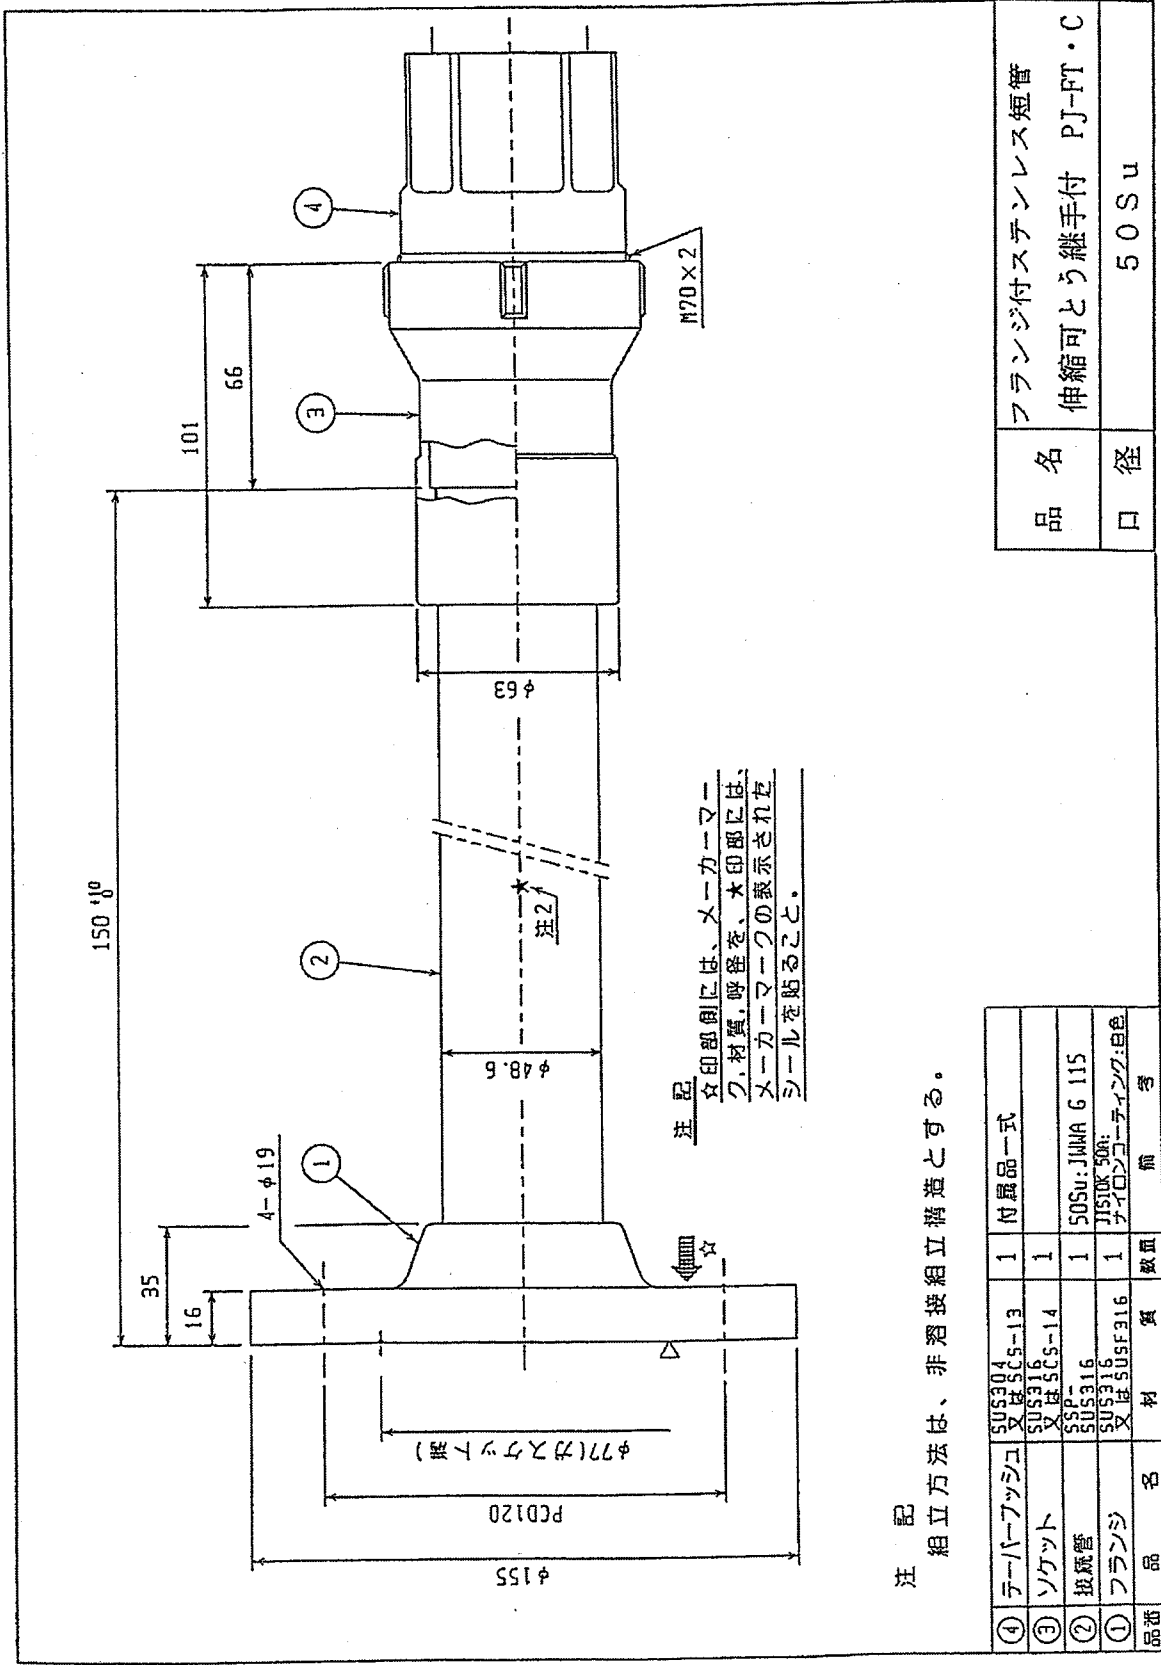 150 +10 0
101
66
35
16
4-φ19
①
②
③
④
M70×2
φ63
φ48.6
注2
★
☆
φ77(ガスケット面)
PCD120
φ155
注 記
☆印部側には、メーカーマー
ク,材質,呼径を、★印部には、
メーカーマークの表示された
シールを貼ること。
注 記
組立方法は、非溶接組立構造とする。
④ テーパーブッシュ SUS304 又はSCS-13 1 付属品一式
③ ソケット SUS316 又はSCS-14 1
② 接続管 SSP-SUS316 1 50Su:JWWA G 115
① フランジ SUS316 又はSUSF316 1 JIS10K 50A: ナイロンコーティング:白色
品番 品 名 材 質 数量 備 考
品 名 フランジ付ステンレス短管
伸縮可とう継手付 PJ-FT・C
口 径 50Su